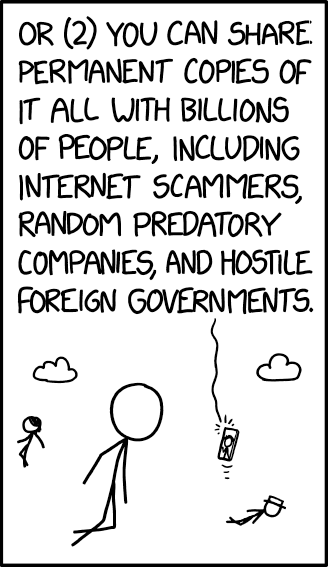 OR (2) YOU CAN SHARE
PERMANENT COPIES OF
IT ALL WITH BILLIONS
OF PEOPLE, INCLUDING
INTERNET SCAMMERS,
RANDOM PREDATORY
COMPANIES, AND HOSTILE
FOREIGN GOVERNMENTS.